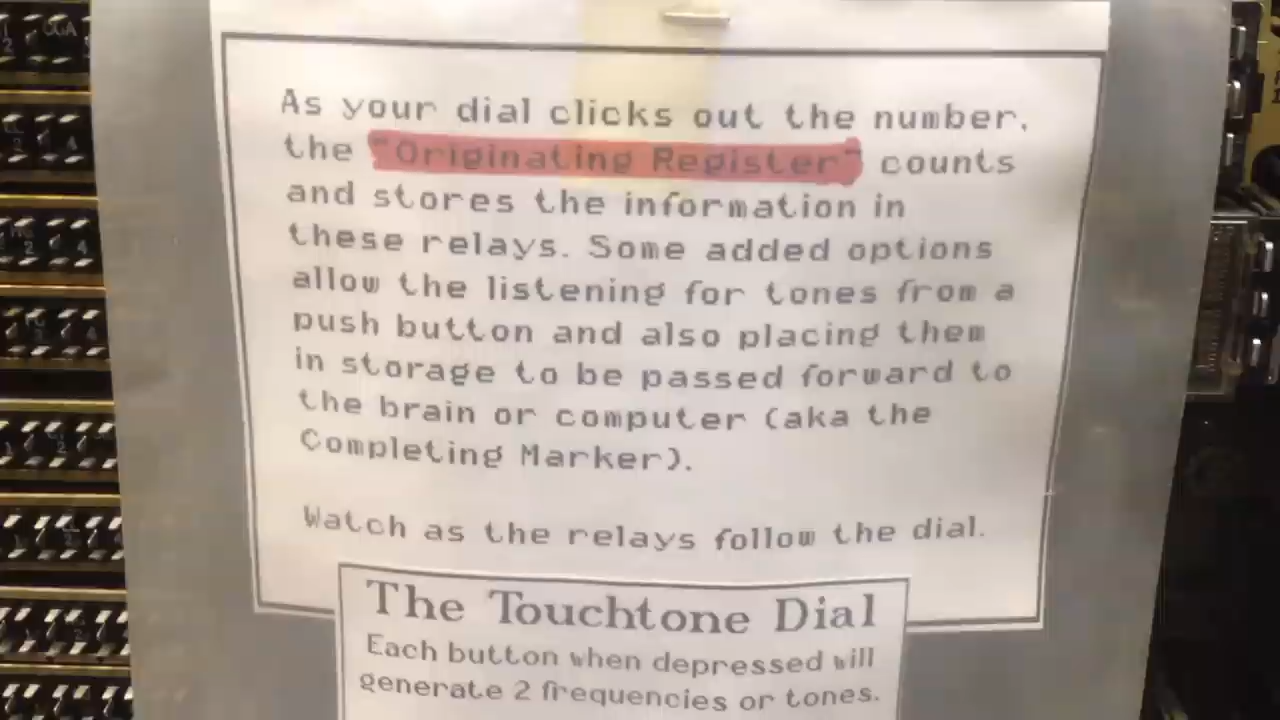 As your dial clicks out the number,
the "Originating Register" counts
and stores the information in
these relays. Some added options
allow the listening for tones from a
push button and also placing them
in storage to be passed forward to
the brain or computer (aka the
Completing Marker).
Watch as the relays follow the dial.
The Touchtone Dial
Each button when depressed will
generate 2 frequencies or tones.